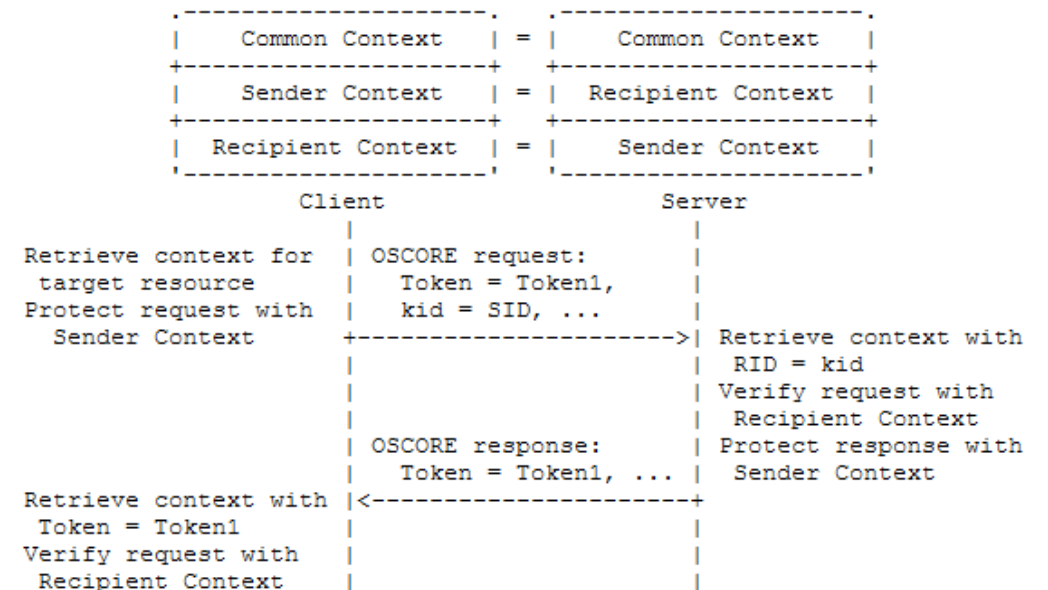 .---------------------. .---------------------.
| Common Context | = | Common Context |
+---------------------+ +---------------------+
| Sender Context | = | Recipient Context |
+---------------------+ +---------------------+
| Recipient Context | = | Sender Context |
'---------------------' '---------------------'
Client Server
| |
Retrieve context for | OSCORE request: |
target resource | Token = Token1, |
Protect request with | kid = SID, ... |
Sender Context +---------------------->| Retrieve context with
| | RID = kid
| | Verify request with
| | Recipient Context
| OSCORE response: | Protect response with
| Token = Token1, ... | Sender Context
Retrieve context with |<----------------------+
Token = Token1 | |
Verify request with | |
Recipient Context | |